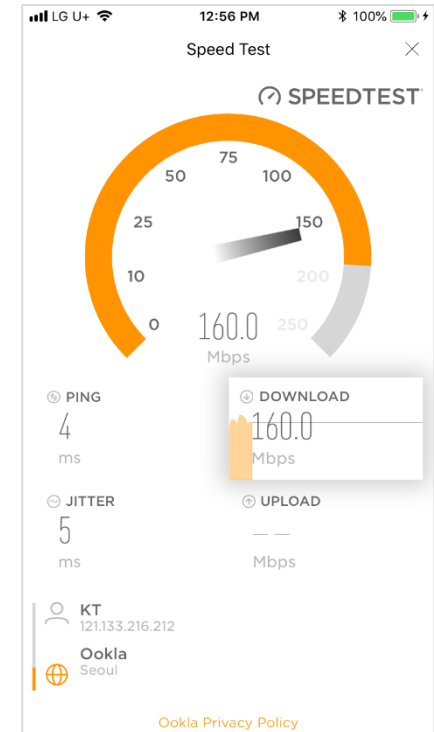 LG U+ 12:56 PM 100%
Speed Test
SPEEDTEST
75
50 100
25 150
10 200
0 160.0 250
Mbps
PING DOWNLOAD
4 160.0
ms Mbps
JITTER UPLOAD
5 — —
ms Mbps
KT
121.133.216.212
Ookla
Seoul
Ookla Privacy Policy